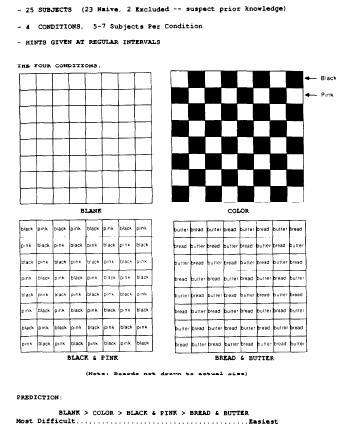 - 25 SUBJECTS (23 Naive, 2 Excluded -- suspect prior knowledge)
- 4 CONDITIONS, 5-7 Subjects Per Condition
- HINTS GIVEN AT REGULAR INTERVALS
THE FOUR CONDITIONS.
Black
Pink
BLANK
COLOR
black pink black pink black pink black pink
pink black pink black pink black pink black
black pink black pink black pink black pink
pink black pink black pink black pink black
black pink black pink black pink black pink
pink black pink black pink black pink black
black pink black pink black pink black pink
pink black pink black pink black pink black
BLACK & PINK
butter bread butter bread butter bread butter bread
bread butter bread butter bread butter bread butter
butter bread butter bread butter bread butter bread
bread butter bread butter bread butter bread butter
butter bread butter bread butter bread butter bread
bread butter bread butter bread butter bread butter
butter bread butter bread butter bread butter bread
bread butter bread butter bread butter bread butter
BREAD & BUTTER
(Note: Boards not drawn to actual size)
PREDICTION:
BLANK > COLOR > BLACK & PINK > BREAD & BUTTER
Most Difficult........................................Easiest